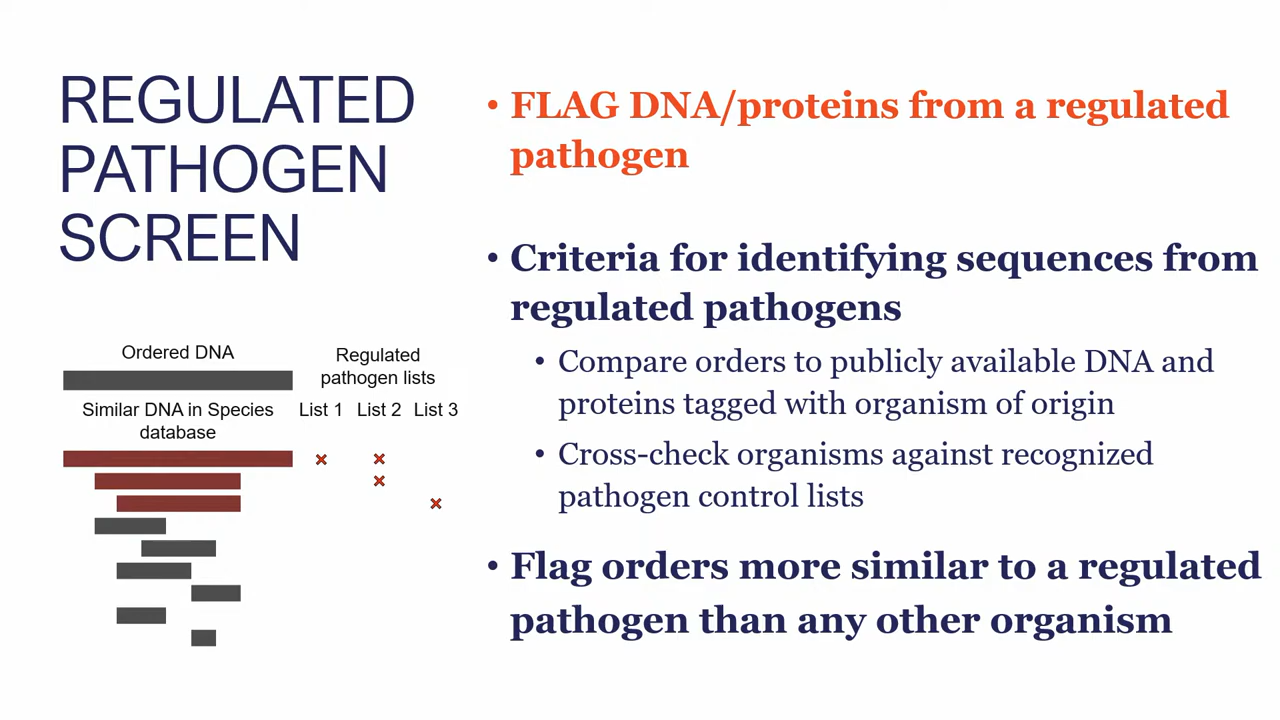 REGULATED
PATHOGEN
SCREEN
Ordered DNA
Regulated
pathogen lists
Similar DNA in Species
database
List 1 List 2 List 3
• FLAG DNA/proteins from a regulated
pathogen
• Criteria for identifying sequences from
regulated pathogens
• Compare orders to publicly available DNA and
proteins tagged with organism of origin
• Cross-check organisms against recognized
pathogen control lists
• Flag orders more similar to a regulated
pathogen than any other organism